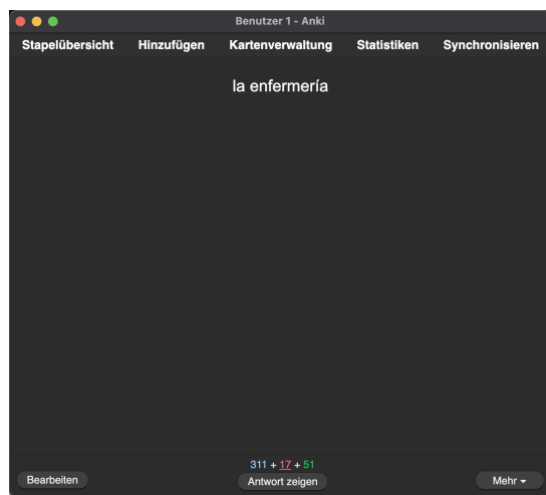 Benutzer 1 - Anki
Stapelübersicht Hinzufügen Kartenverwaltung Statistiken Synchronisieren
la enfermería
311 + 17 + 51
Bearbeiten Antwort zeigen Mehr